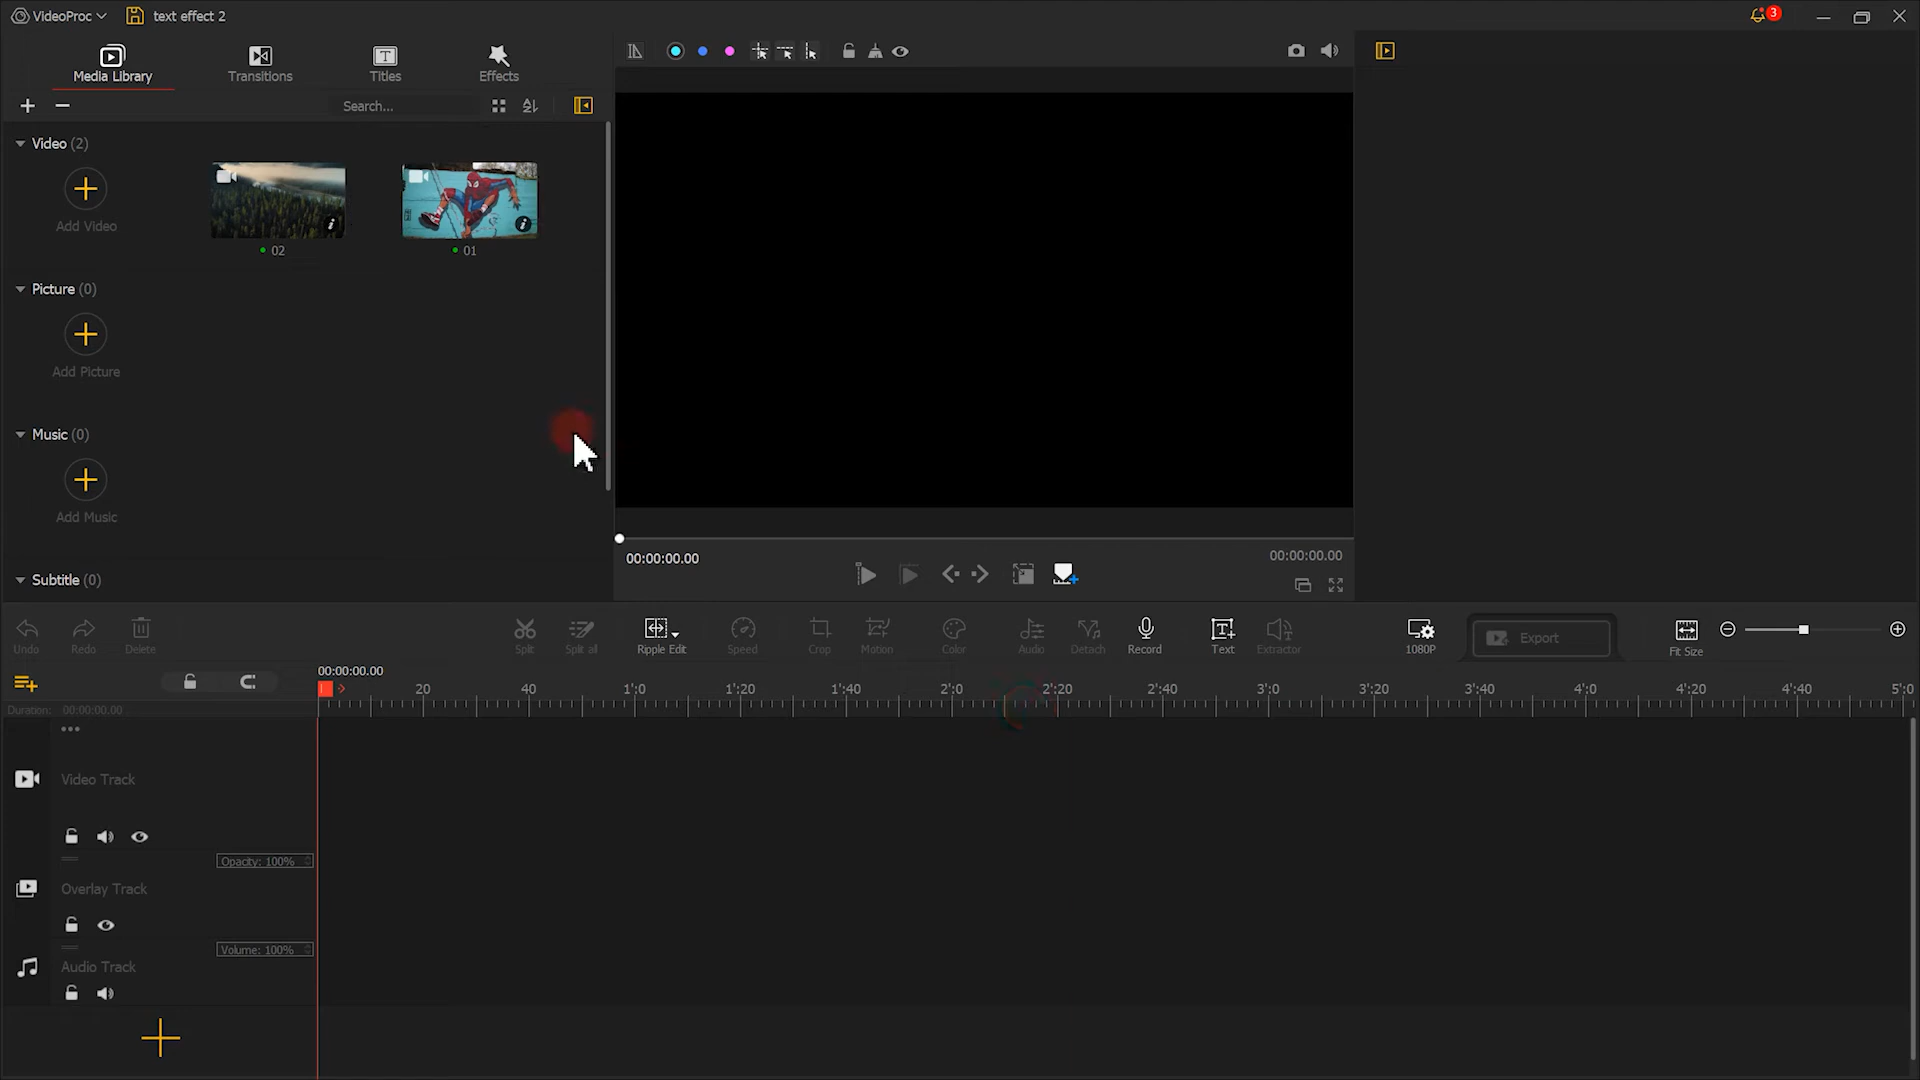 VideoProc
text effect 2
3
Media Library
Transitions
Titles
Effects
Search...
Video (2)
Add Video
02
01
Picture (0)
Add Picture
Music (0)
Add Music
Subtitle (0)
00:00:00.00
00:00:00.00
Undo
Redo
Delete
Split
Split all
Ripple Edit
Speed
Crop
Motion
Color
Audio
Detach
Record
Text
Extractor
1080P
Export
Fit Size
00:00:00.00
20
40
1':0
1':20
1':40
2':0
2':20
2':40
3':0
3':20
3':40
4':0
4':20
4':40
5':0
Duration: 00:00:00.00
Video Track
Opacity: 100%
Overlay Track
Volume: 100%
Audio Track